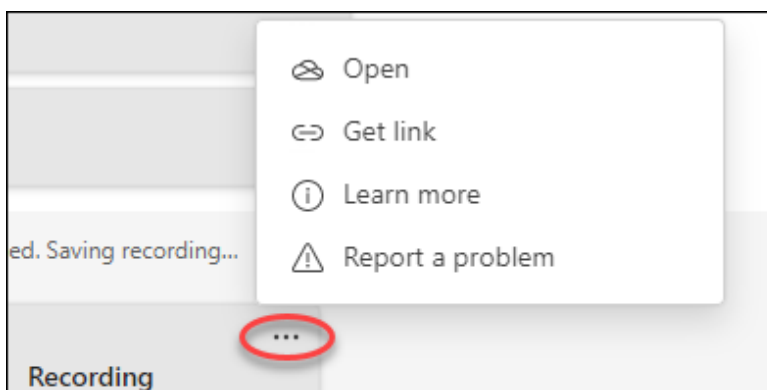 Open
Get link
Learn more
Report a problem
ed. Saving recording...
...
Recording